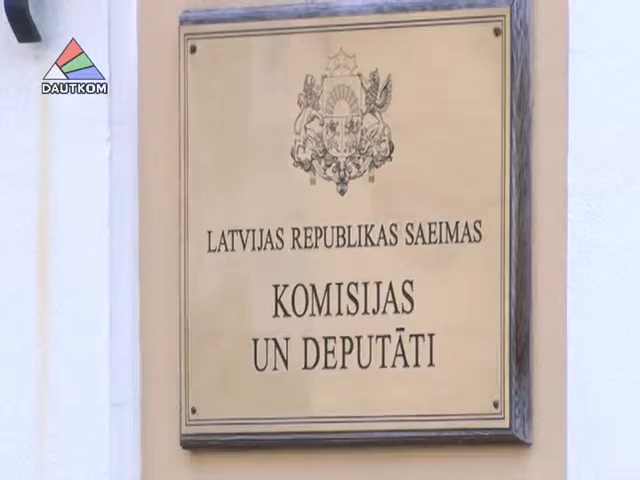 DAUTKOM
LATVIJAS REPUBLIKAS SAEIMAS
KOMISIJAS
UN DEPUTĀTI